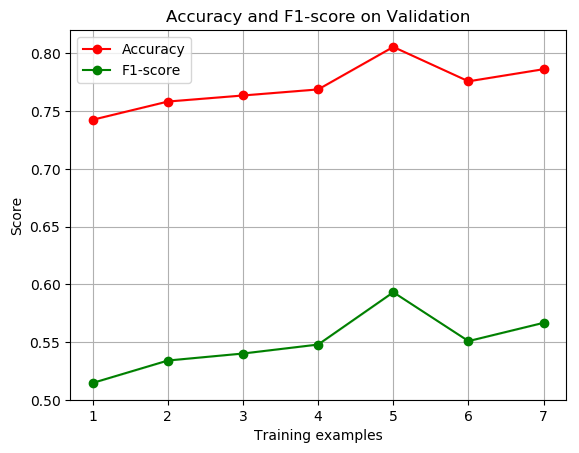 Accuracy and F1-score on Validation
Accuracy
F1-score
Score
0.80
0.75
0.70
0.65
0.60
0.55
0.50
1 2 3 4 5 6 7
Training examples